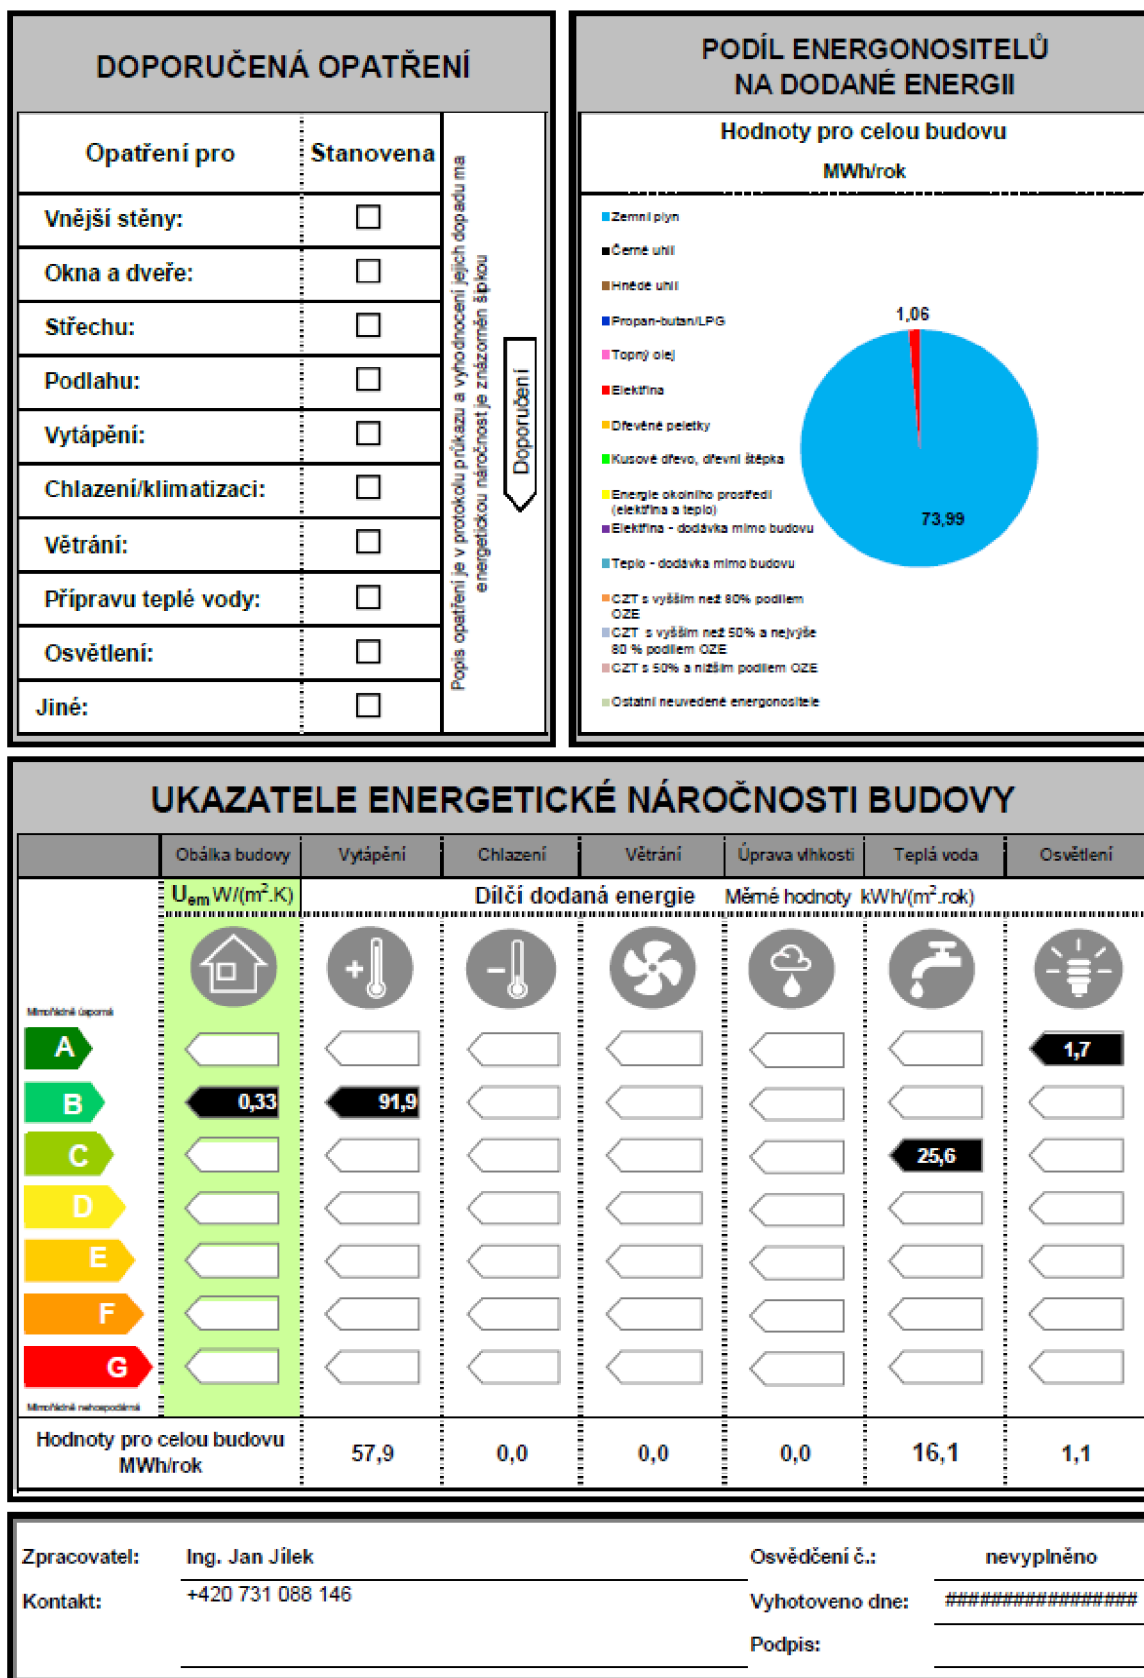 DOPORUČENÁ OPATŘENÍ
Opatření pro
Stanovena
Vnější stěny:
Okna a dveře:
Střechu:
Podlahu:
Vytápění:
Chlazení/klimatizaci:
Větrání:
Přípravu teplé vody:
Osvětlení:
Jiné:
Popis opatření je v protokolu průkazu a vyhodnocení jejich dopadu ma
energetickou náročnost je znázorněn šipkou
Doporučení
PODÍL ENERGONOSITELŮ
NA DODANÉ ENERGII
Hodnoty pro celou budovu
MWh/rok
Zemní plyn
Černé uhlí
Hnědé uhlí
Propan-butan/LPG
Topný olej
Elektřina
Dřevěné peletky
Kusové dřevo, dřevní štěpka
Energie okolního prostředí
(elektřina a teplo)
Elektřina - dodávka mimo budovu
Teplo - dodávka mimo budovu
CZT s vyšším než 80% podílem
OZE
CZT s vyšším než 50% a nejvýše
80 % podílem OZE
CZT s 50% a nižším podílem OZE
Ostatní neuvedené energonositele
1,06
73,99
UKAZATELE ENERGETICKÉ NÁROČNOSTI BUDOVY
Obálka budovy Vytápění Chlazení Větrání Úprava vlhkosti Teplá voda Osvětlení
Uem W/(m².K) Dílčí dodaná energie Měrné hodnoty kWh/(m².rok)
Mimořádně úsporná
A 1,7
B 0,33 91,9
C 25,6
D
E
F
G
Mimořádně nehospodárná
Hodnoty pro celou budovu
MWh/rok
57,9 0,0 0,0 0,0 16,1 1,1
Zpracovatel: Ing. Jan Jílek Osvědčení č.: nevyplněno
Kontakt: +420 731 088 146 Vyhotoveno dne: ################
Podpis: